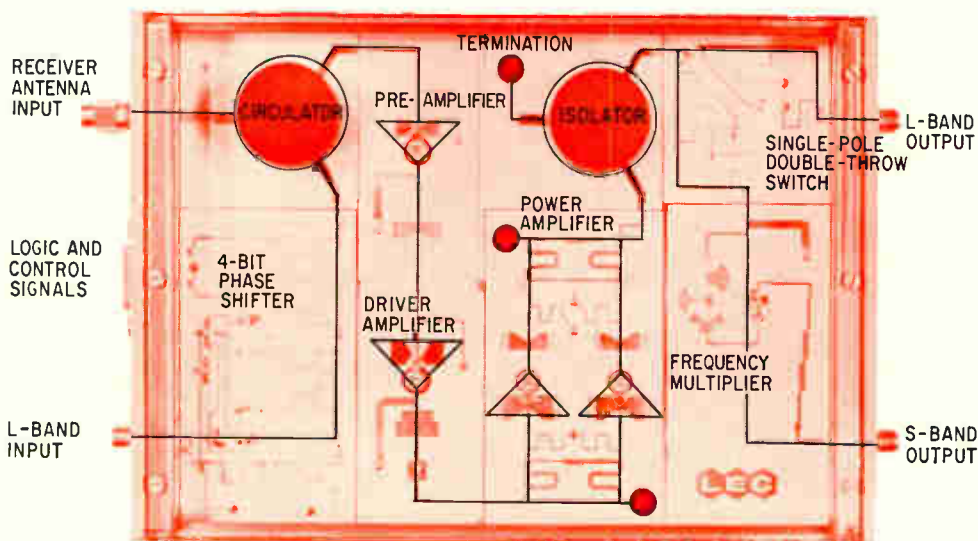 RECEIVER
ANTENNA
INPUT
CIRCULATOR
PRE-AMPLIFIER
TERMINATION
ISOLATOR
L-BAND
OUTPUT
SINGLE-POLE
DOUBLE-THROW
SWITCH
LOGIC AND
CONTROL
SIGNALS
4-BIT
PHASE
SHIFTER
POWER
AMPLIFIER
DRIVER
AMPLIFIER
FREQUENCY
MULTIPLIER
L-BAND
INPUT
S-BAND
OUTPUT
LEC